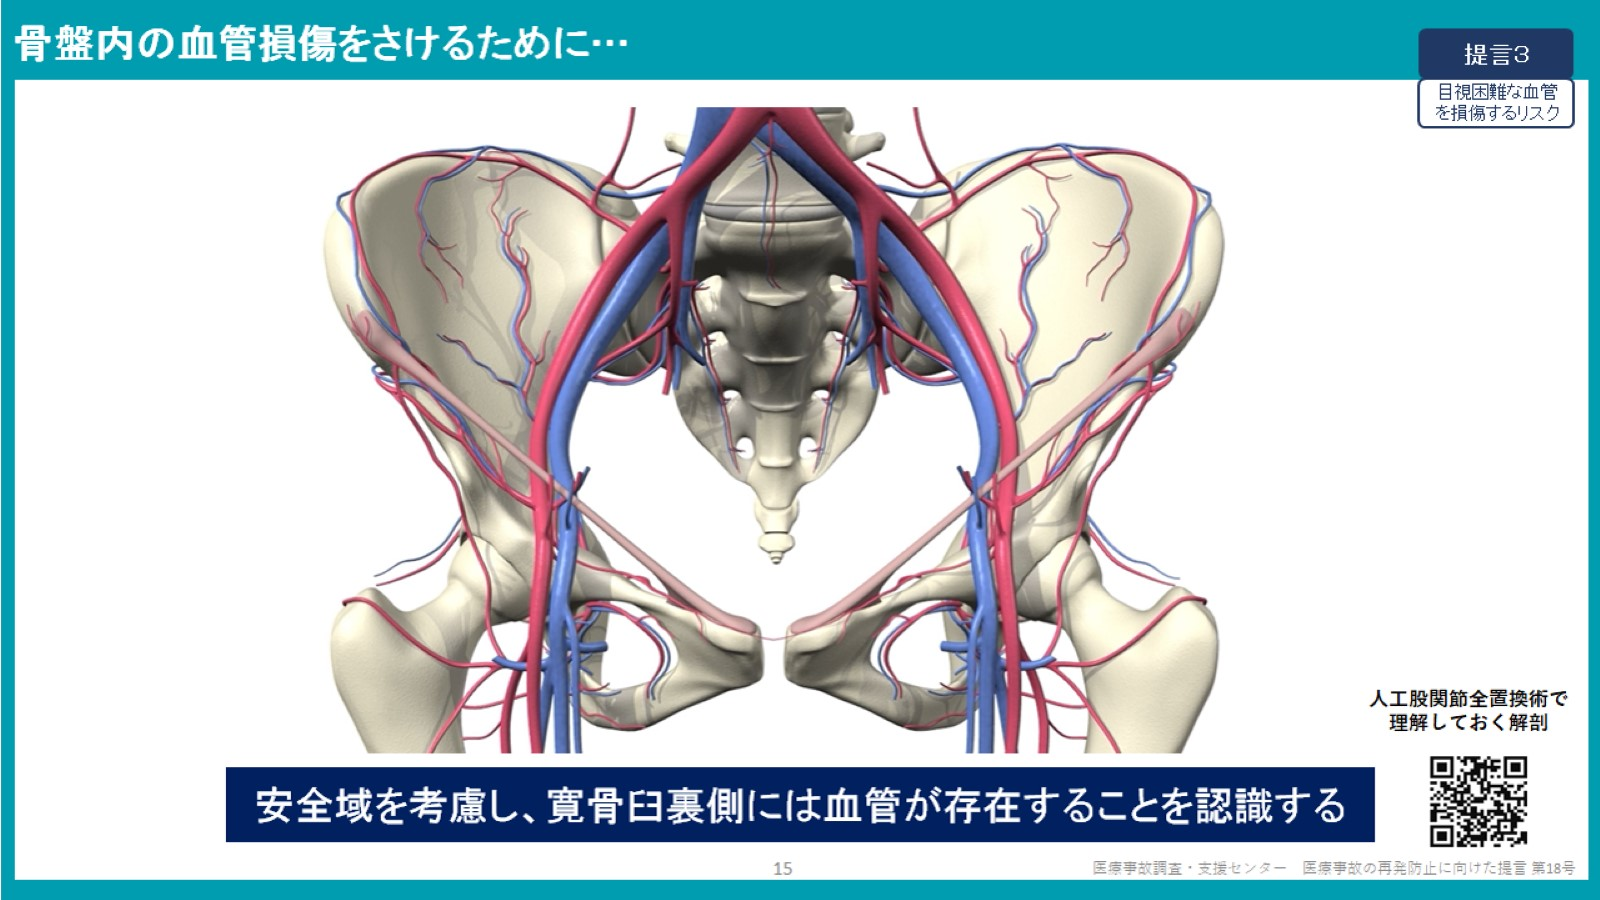 骨盤内の血管損傷をさけるために…
提言3
目視困難な血管
を損傷するリスク
人工股関節全置換術で
理解しておく解剖
安全域を考慮し、寛骨臼裏側には血管が存在することを認識する
15
医療事故調査・支援センター　医療事故の再発防止に向けた提言 第18号